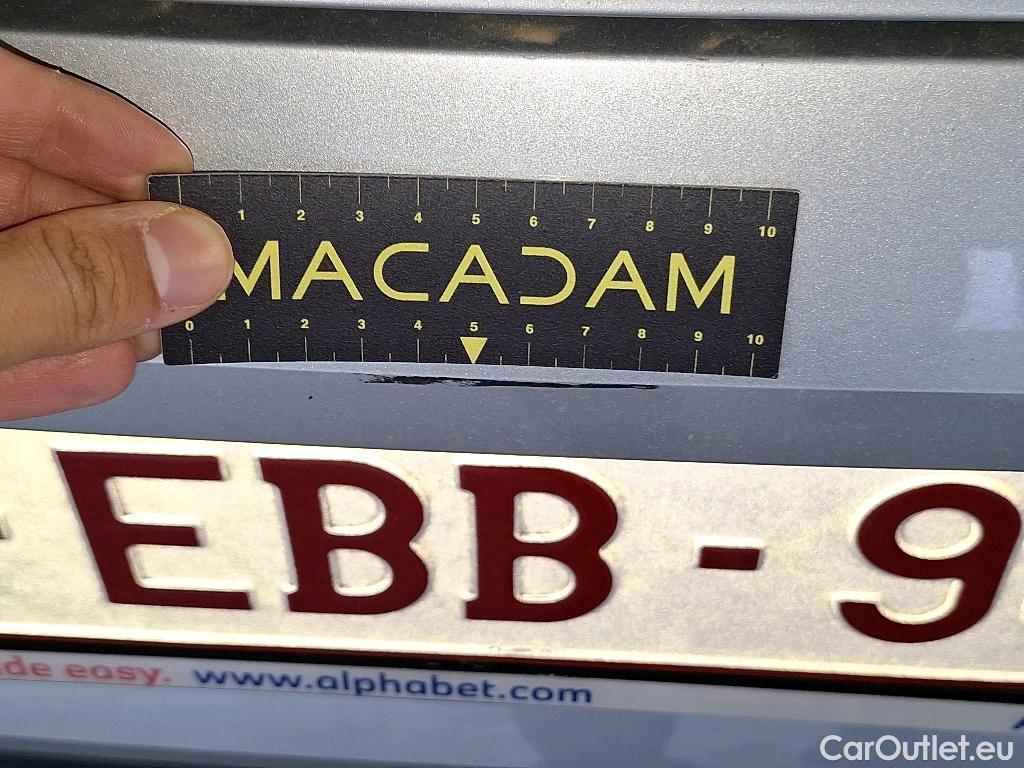 1 2 3 4 5 6 7 8 9 10
MACADAM
0 1 2 3 4 5 6 7 8 9 10
EBB-9
easy. www.alphabet.com
CarOutlet.eu